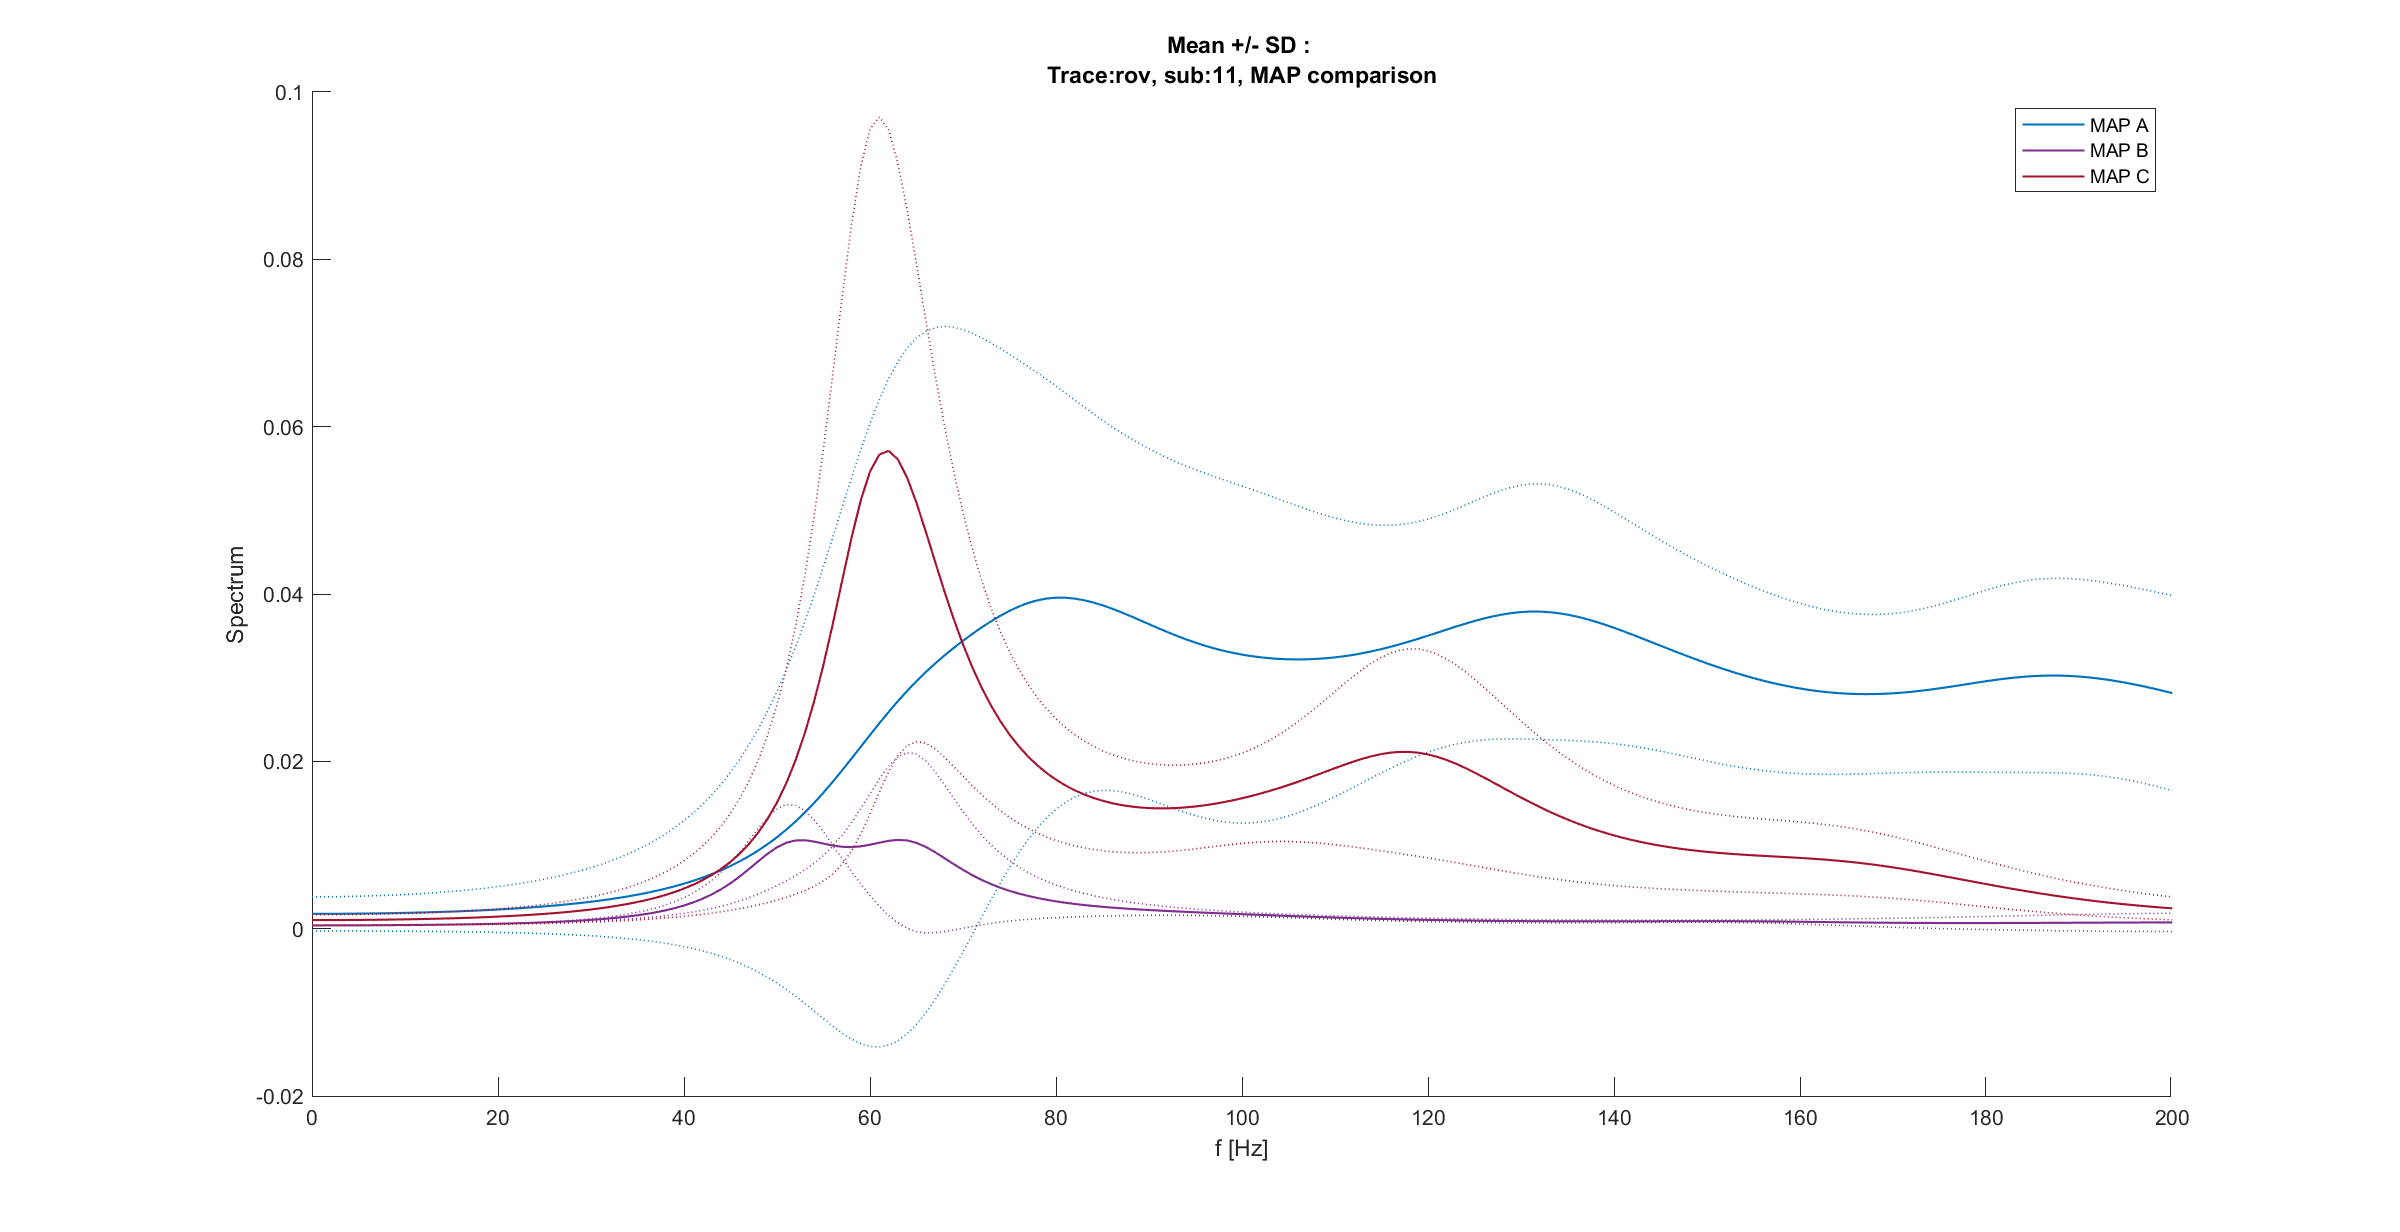 Mean +/- SD :
Trace:rov, sub:11, MAP comparison
0.1
0.08
0.06
0.04
0.02
0
-0.02
Spectrum
MAP A
MAP B
MAP C
0 20 40 60 80 100 120 140 160 180 200
f [Hz]